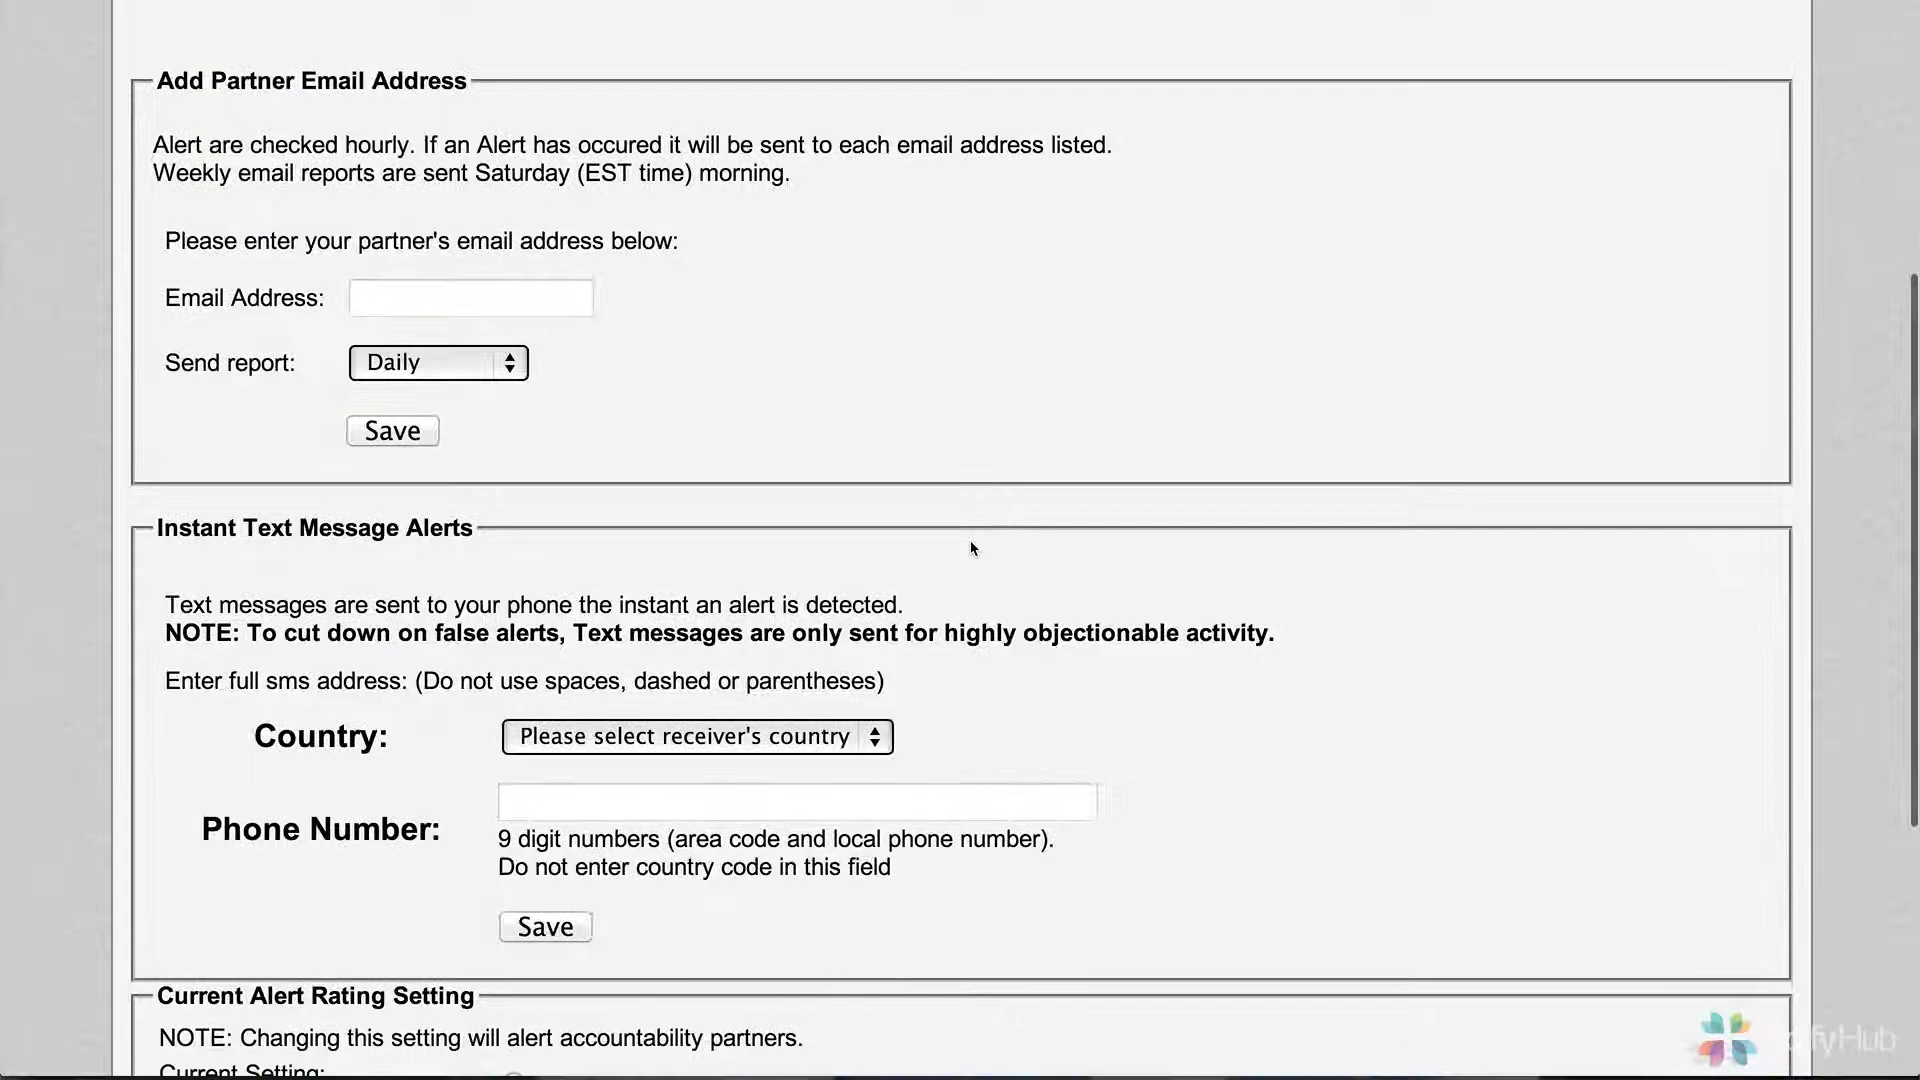 Add Partner Email Address
Alert are checked hourly. If an Alert has occured it will be sent to each email address listed.
Weekly email reports are sent Saturday (EST time) morning.
Please enter your partner's email address below:
Email Address:
Send report: Daily
Save
Instant Text Message Alerts
Text messages are sent to your phone the instant an alert is detected.
NOTE: To cut down on false alerts, Text messages are only sent for highly objectionable activity.
Enter full sms address: (Do not use spaces, dashed or parentheses)
Country: Please select receiver's country
Phone Number:
9 digit numbers (area code and local phone number).
Do not enter country code in this field
Save
Current Alert Rating Setting
NOTE: Changing this setting will alert accountability partners.
Current Setting: